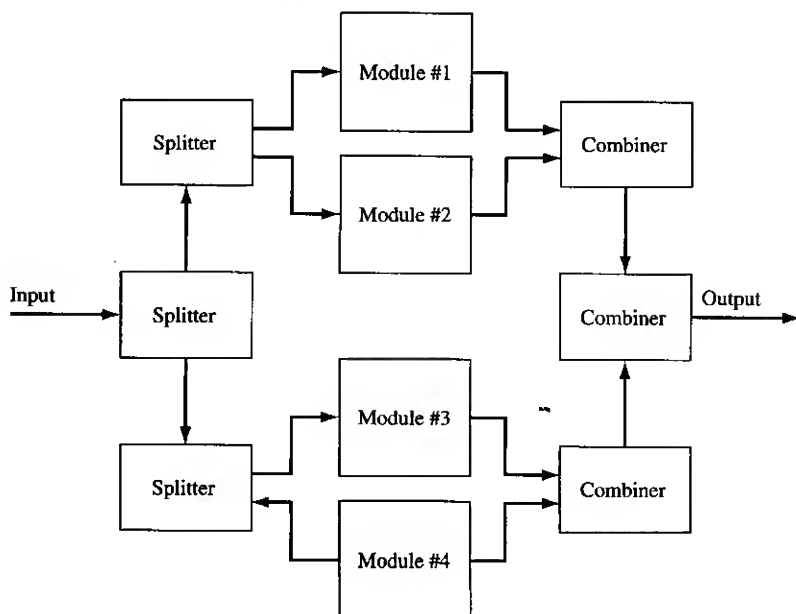 Module #1
Splitter
Combiner
Module #2
Input
Splitter
Combiner
Output
Module #3
Splitter
Combiner
Module #4